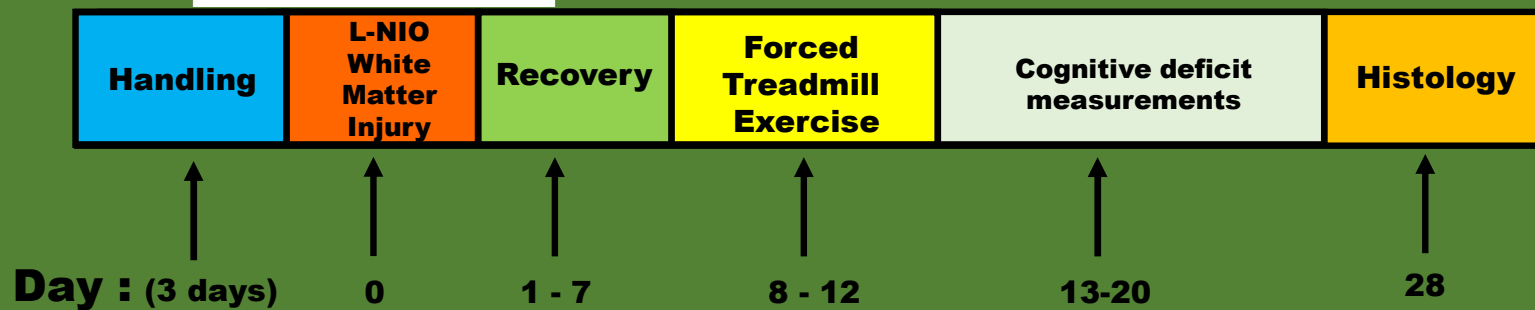 Handling
L-NIO
White
Matter
Injury
Recovery
Forced
Treadmill
Exercise
Cognitive deficit
measurements
Histology
Day : (3 days) 0 1 - 7 8 - 12 13-20 28